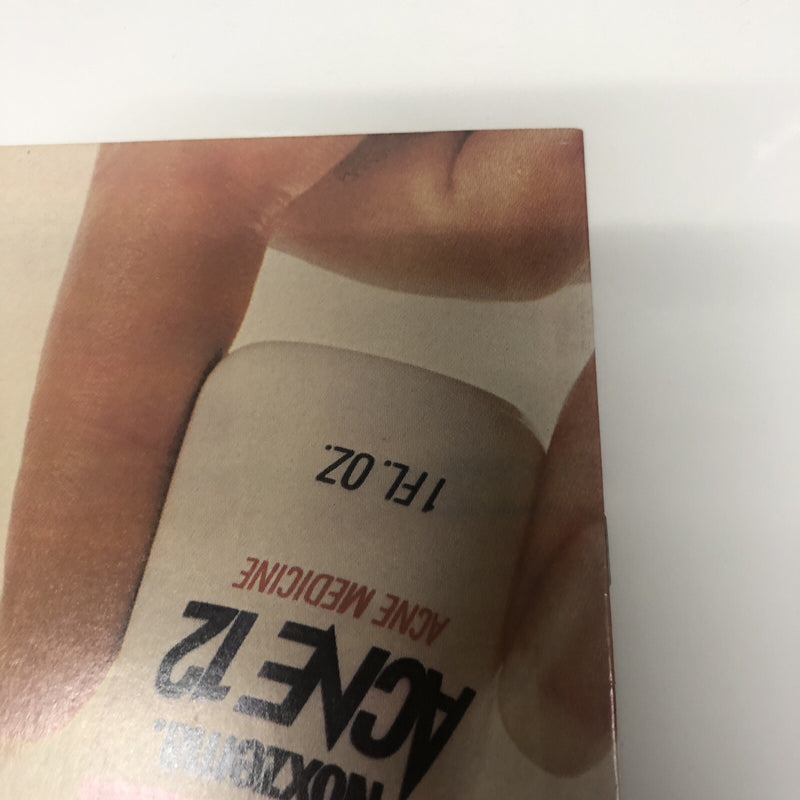 Noxzema.
ACNE 12
ACNE MEDICINE
1 FL. OZ.